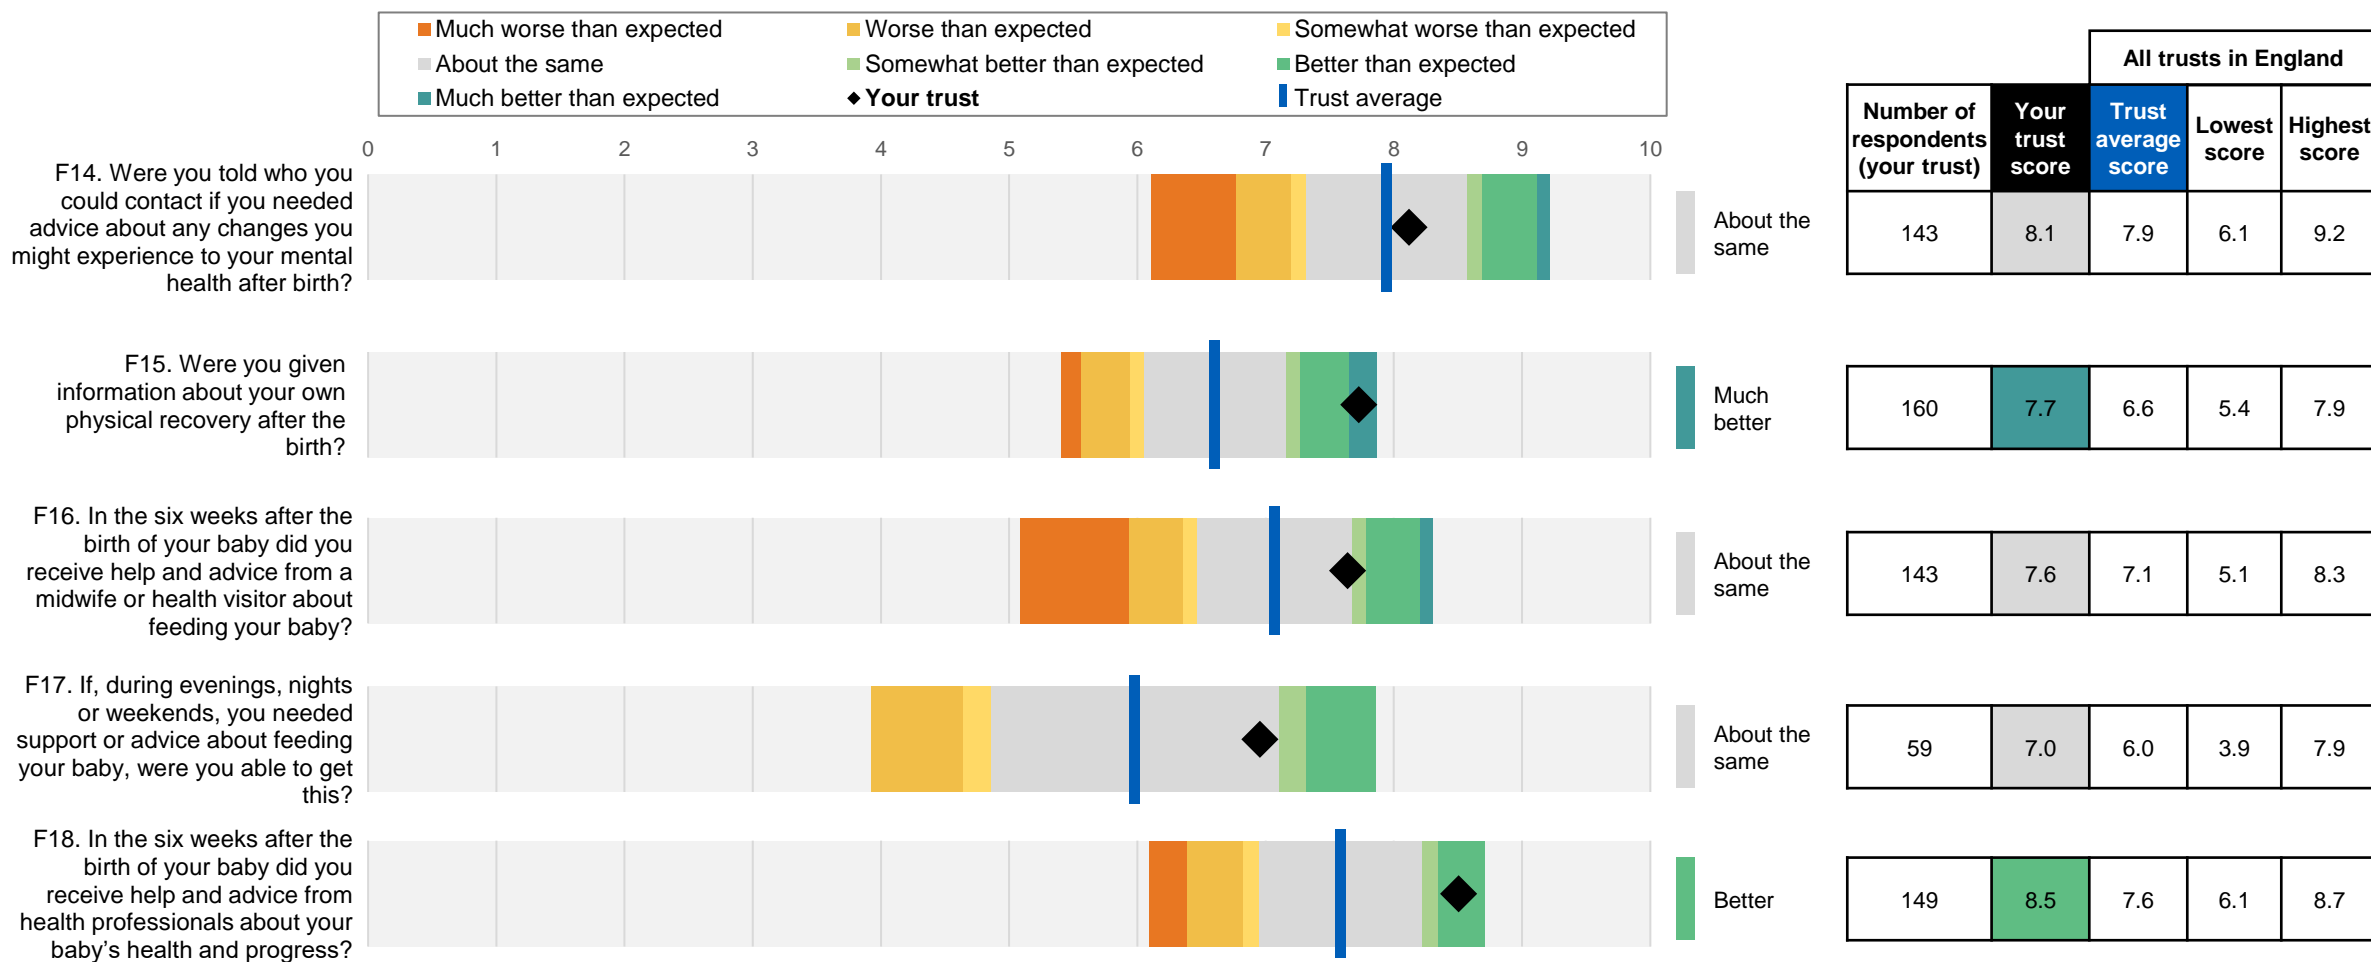 Much worse than expected
Worse than expected
Somewhat worse than expected
About the same
Somewhat better than expected
Better than expected
Much better than expected
Your trust
Trust average
All trusts in England
Number of
respondents
(your trust)
Your
trust
score
Trust
average
score
Lowest
score
Highest
score
0 1 2 3 4 5 6 7 8 9 10
F14. Were you told who you
could contact if you needed
advice about any changes you
might experience to your mental
health after birth?
About the
same
143 8.1 7.9 6.1 9.2
F15. Were you given
information about your own
physical recovery after the
birth?
Much
better
160 7.7 6.6 5.4 7.9
F16. In the six weeks after the
birth of your baby did you
receive help and advice from a
midwife or health visitor about
feeding your baby?
About the
same
143 7.6 7.1 5.1 8.3
F17. If, during evenings, nights
or weekends, you needed
support or advice about feeding
your baby, were you able to get
this?
About the
same
59 7.0 6.0 3.9 7.9
F18. In the six weeks after the
birth of your baby did you
receive help and advice from
health professionals about your
baby’s health and progress?
Better
149 8.5 7.6 6.1 8.7